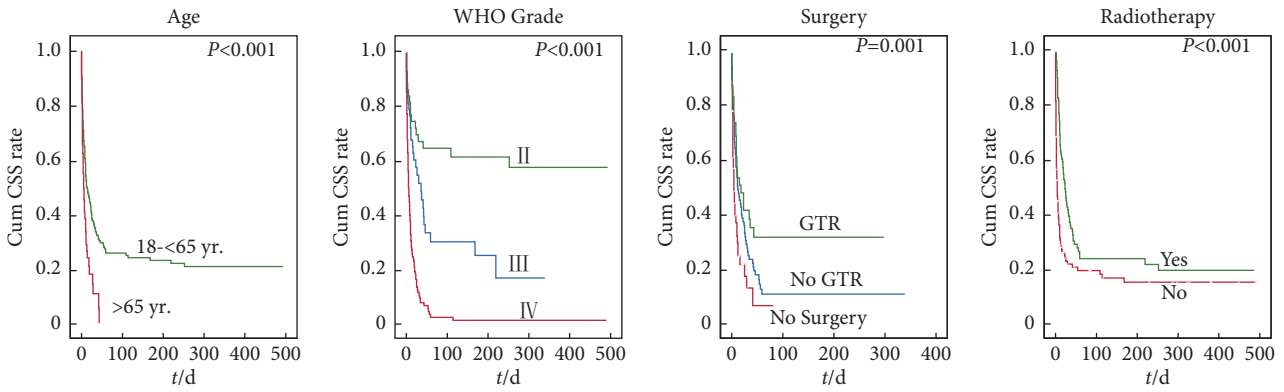 Age
P<0.001
Cum CSS rate
1.0
0.8
0.6
0.4
0.2
0
18-<65 yr.
>65 yr.
0 100 200 300 400 500
t/d
WHO Grade
P<0.001
Cum CSS rate
1.0
0.8
0.6
0.4
0.2
0
II
III
IV
0 100 200 300 400 500
t/d
Surgery
P=0.001
Cum CSS rate
1.0
0.8
0.6
0.4
0.2
0
GTR
No GTR
No Surgery
0 100 200 300 400
t/d
Radiotherapy
P<0.001
Cum CSS rate
1.0
0.8
0.6
0.4
0.2
0
Yes
No
0 100 200 300 400 500
t/d